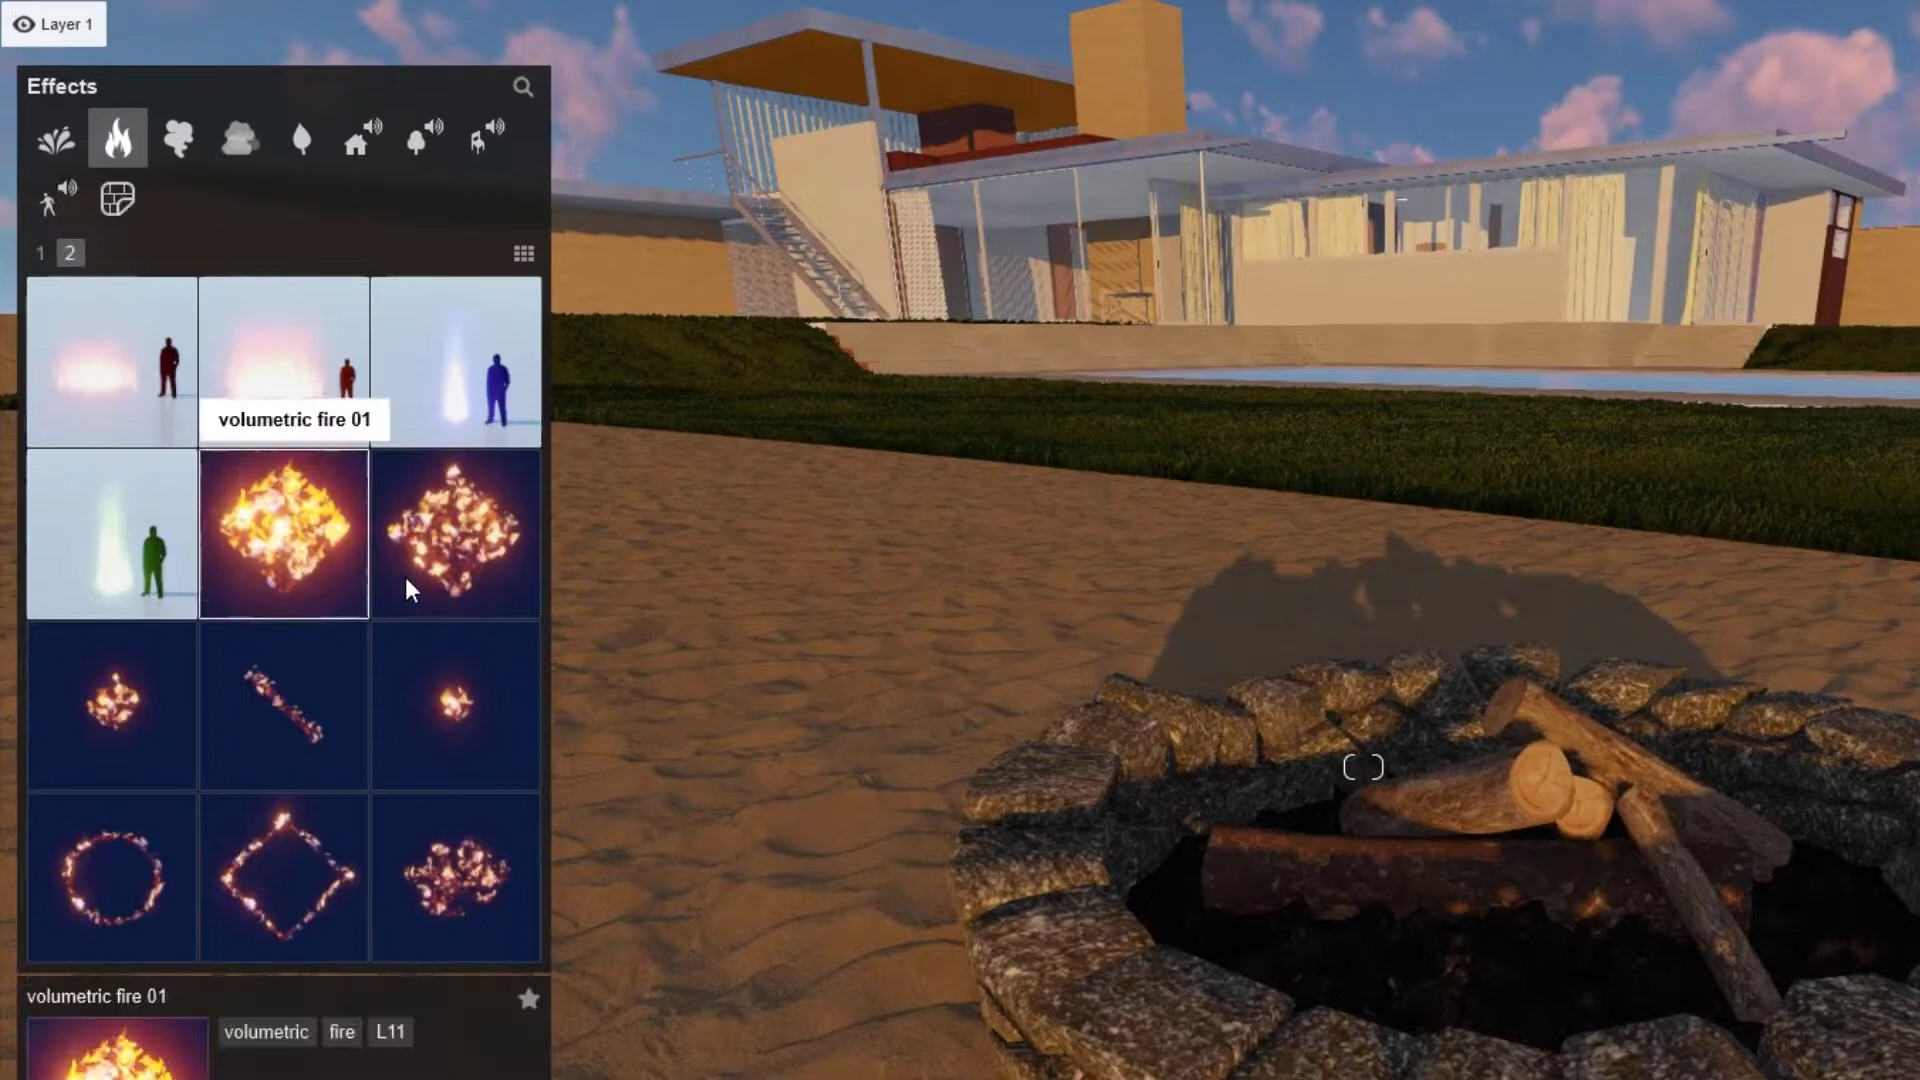 Layer 1
Effects
1 2
volumetric fire 01
volumetric fire 01
volumetric fire L11